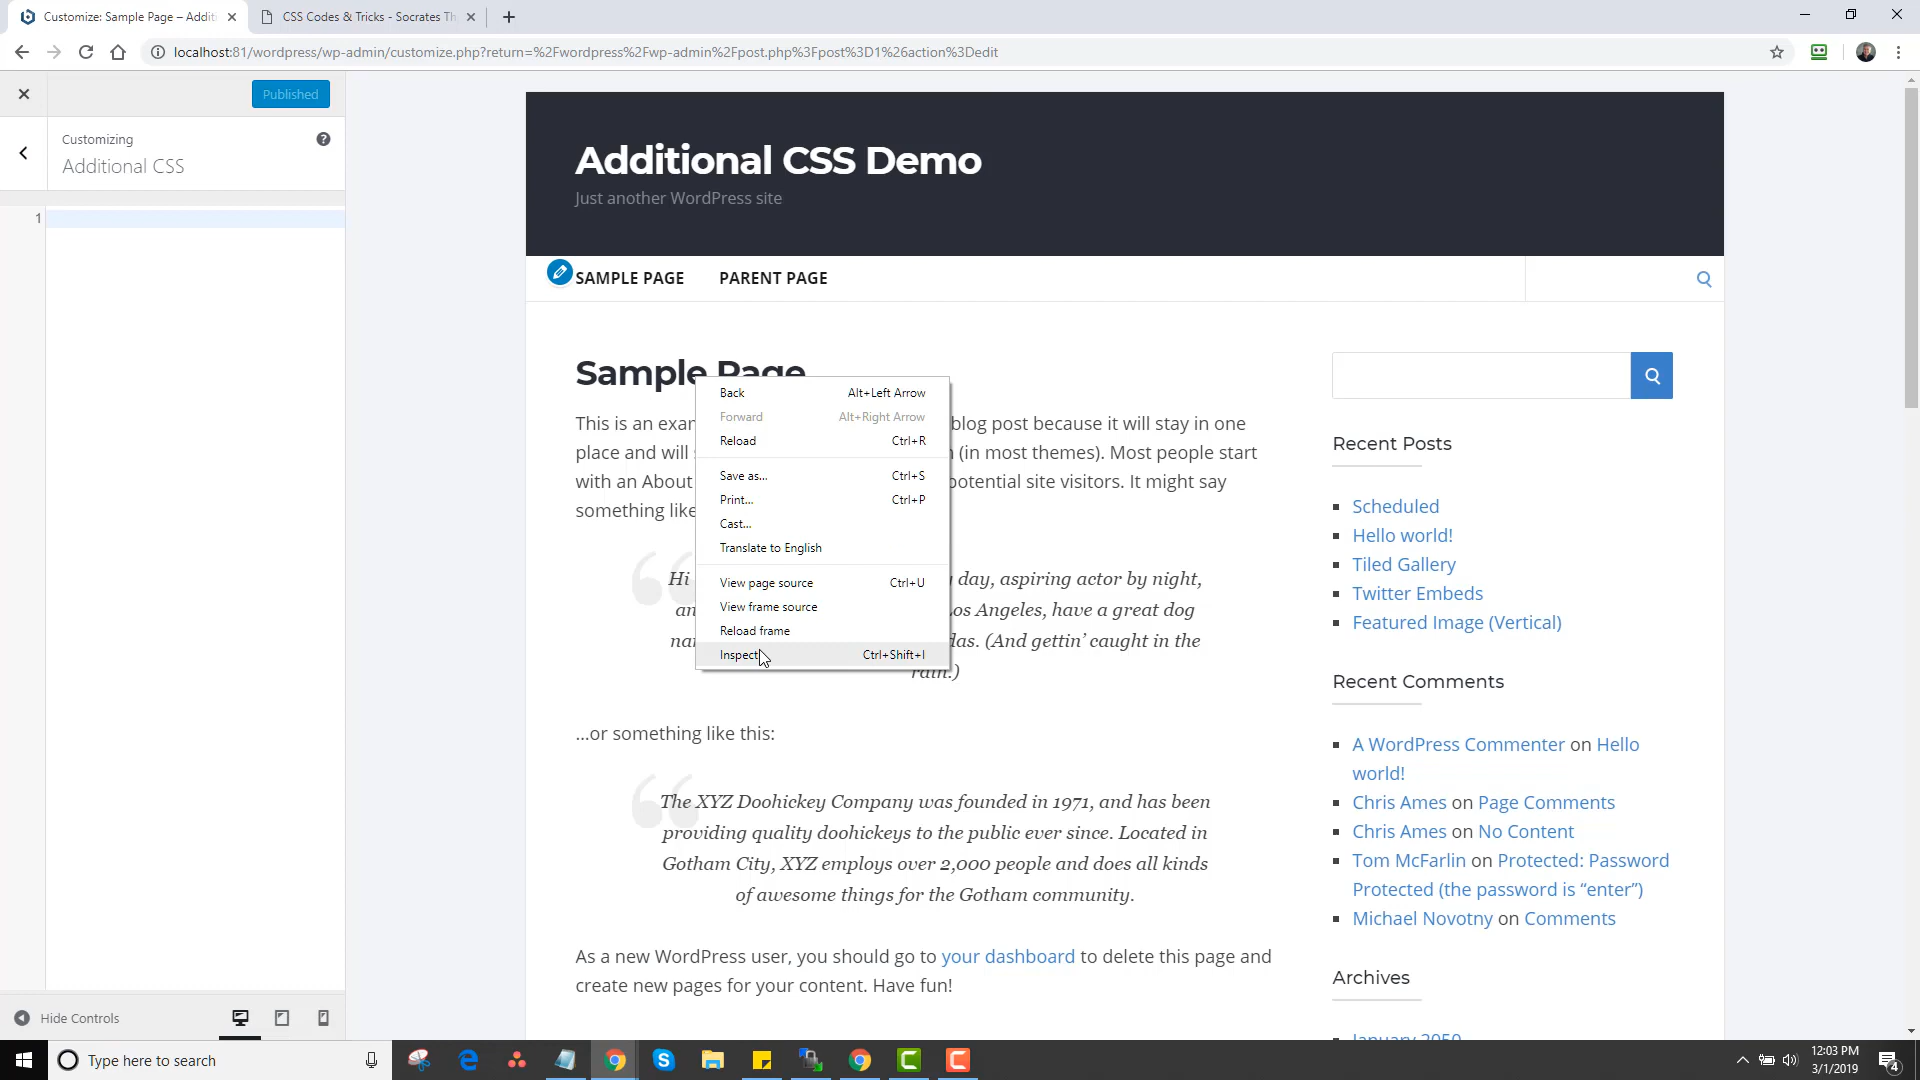 Customize: Sample Page – Addit
CSS Codes & Tricks - Socrates Th
localhost:81/wordpress/wp-admin/customize.php?return=%2Fwordpress%2Fwp-admin%2Fpost.php%3Fpost%3D1%26action%3Dedit
Published
Customizing
Additional CSS
1
Hide Controls
Additional CSS Demo
Just another WordPress site
SAMPLE PAGE
PARENT PAGE
Sample Page
This is an exam
blog post because it will stay in one
place and will
(in most themes). Most people start
with an About
potential site visitors. It might say
something like
Back Alt+Left Arrow
Forward Alt+Right Arrow
Reload Ctrl+R
Save as... Ctrl+S
Print... Ctrl+P
Cast...
Translate to English
View page source Ctrl+U
View frame source
Reload frame
Inspect Ctrl+Shift+I
Hi
day, aspiring actor by night,
an
Los Angeles, have a great dog
nam
das. (And gettin’ caught in the
rain.)
…or something like this:
The XYZ Doohickey Company was founded in 1971, and has been
providing quality doohickeys to the public ever since. Located in
Gotham City, XYZ employs over 2,000 people and does all kinds
of awesome things for the Gotham community.
As a new WordPress user, you should go to your dashboard to delete this page and
create new pages for your content. Have fun!
Recent Posts
Scheduled
Hello world!
Tiled Gallery
Twitter Embeds
Featured Image (Vertical)
Recent Comments
A WordPress Commenter on Hello
world!
Chris Ames on Page Comments
Chris Ames on No Content
Tom McFarlin on Protected: Password
Protected (the password is “enter”)
Michael Novotny on Comments
Archives
January 2050
Type here to search
12:03 PM
3/1/2019
4